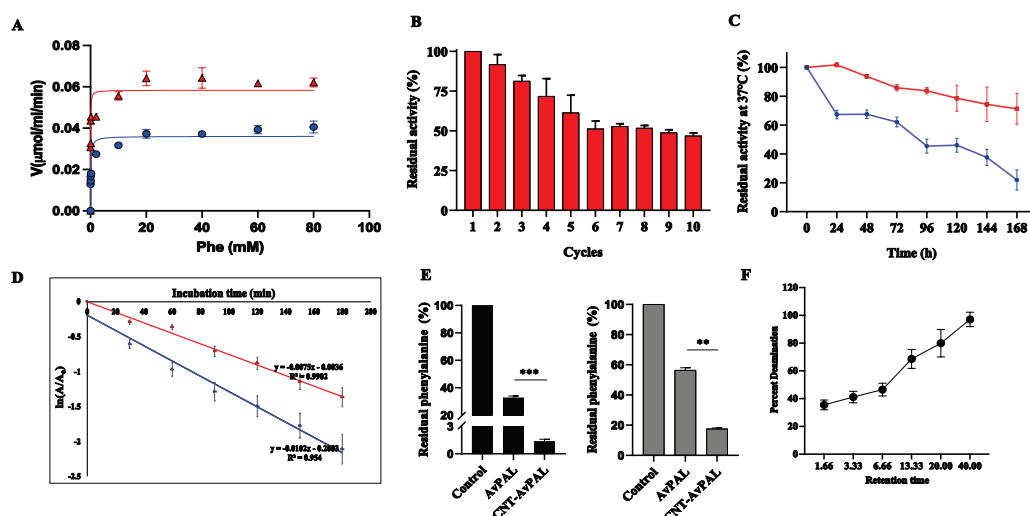 A
V(μmol/ml/min)
0.08
0.06
0.04
0.02
0.00
0 20 40 60 80 100
Phe (mM)
B
Residual activity (%)
100
75
50
25
0
1 2 3 4 5 6 7 8 9 10
Cycles
C
Residual activity at 37°C (%)
100
80
60
40
20
0
0 24 48 72 96 120 144 168
Time (h)
D
Incubation time (min)
0 20 40 60 80 100 120 140 160 180 200
ln(A/A₀)
0
-0.5
-1
-1.5
-2
-2.5
y = -0.0075x - 0.0036
R² = 0.9902
y = -0.0102x - 0.2083
R² = 0.954
E
Residual phenylalanine (%)
100
80
60
40
20
3
0
***
Control
AvPAL
CNT-AvPAL
Residual phenylalanine (%)
100
80
60
40
20
0
**
Control
AvPAL
CNT-AvPAL
F
Percent Deamination
120
100
80
60
40
20
0
1.66 3.33 6.66 13.33 20.00 40.00
Retention time